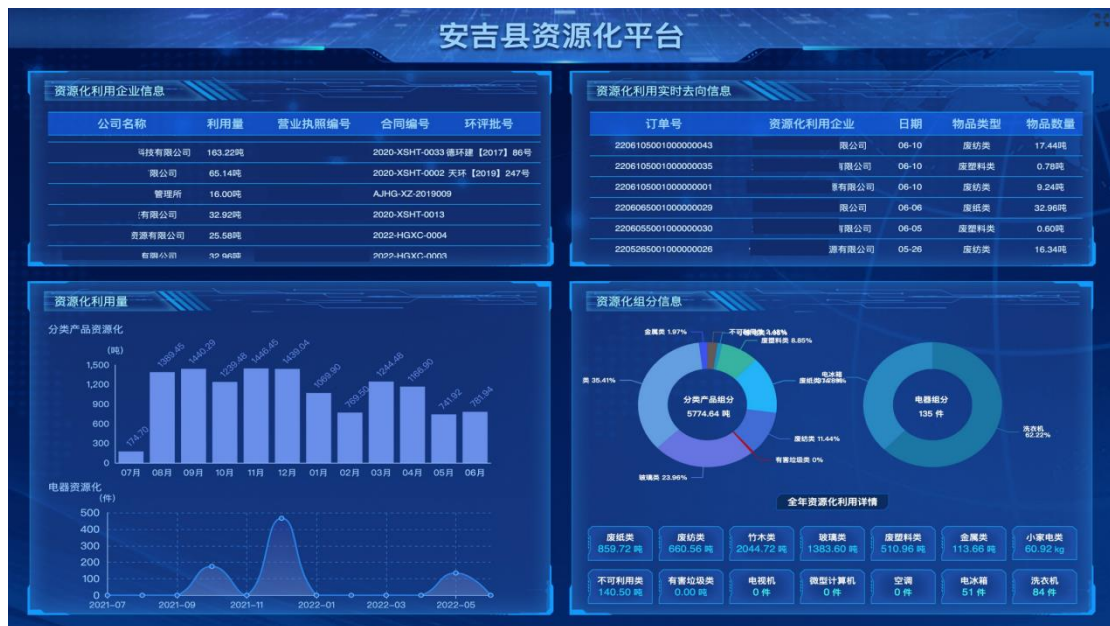 安吉县资源化平台
资源化利用企业信息
公司名称 利用量 营业执照编号 合同编号 环评批号
科技有限公司 163.22吨 2020-XSHT-0033 德环建【2017】86号
限公司 65.14吨 2020-XSHT-0002 天环【2019】247号
管理所 16.00吨 AJHG-XZ-2019009
有限公司 32.92吨 2020-XSHT-0013
资源有限公司 25.58吨 2022-HGXC-0004
有限公司 32.96吨 2022-HGXC-0003
资源化利用实时去向信息
订单号 资源化利用企业 日期 物品类型 物品数量
2206105001000000043 限公司 06-10 废纺类 17.44吨
2206105001000000035 有限公司 06-10 废塑料类 0.78吨
2206105001000000001 有限公司 06-10 废纺类 9.24吨
2206065001000000029 限公司 06-06 废纸类 32.96吨
2206055001000000030 有限公司 06-05 废塑料类 0.60吨
2205265001000000026 源有限公司 05-26 废纺类 16.34吨
资源化利用量
分类产品资源化
(吨)
1,500
1,200
900
600
300
0
174.70 1389.45 1440.29 1239.48 1446.45 1439.04 1069.90 769.50 1244.48 1166.90 741.92 781.94
07月 08月 09月 10月 11月 12月 01月 02月 03月 04月 05月 06月
电器资源化
(件)
500
400
300
200
100
0
2021-07 2021-09 2021-11 2022-01 2022-03 2022-05
资源化组分信息
金属类 1.97%
废塑料类 8.85%
类 35.41%
废纺类 11.44%
有害垃圾类 0%
玻璃类 23.96%
分类产品组分
5774.64 吨
电冰箱
电器组分
135 件
洗衣机
62.22%
全年资源化利用详情
废纸类 废纺类 竹木类 玻璃类 废塑料类 金属类 小家电类
859.72 吨 660.56 吨 2044.72 吨 1383.60 吨 510.96 吨 113.66 吨 60.92 kg
不可利用类 有害垃圾类 电视机 微型计算机 空调 电冰箱 洗衣机
140.50 吨 0.00 吨 0 件 0 件 0 件 51 件 84 件